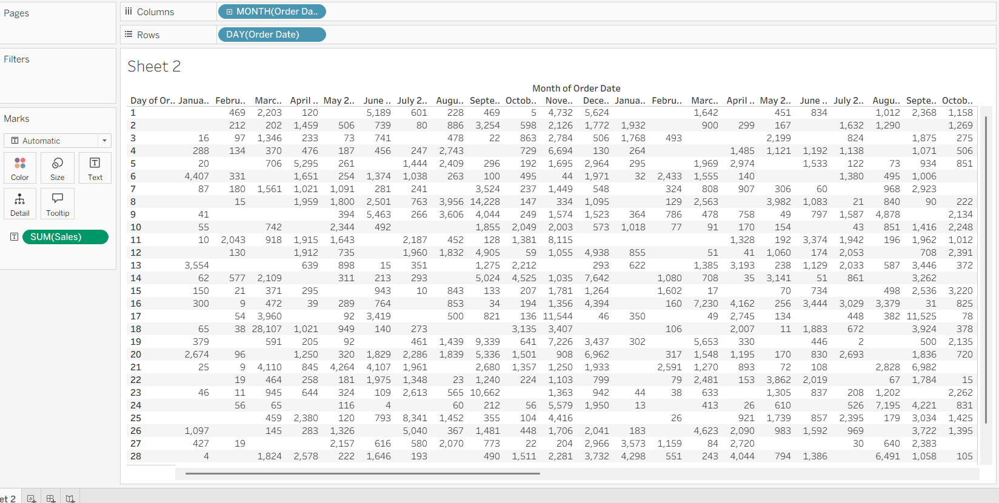 Pages
Columns
MONTH(Order Da..
Rows
DAY(Order Date)
Filters
Sheet 2
Month of Order Date
Day of Or.. Janua.. Febru.. Marc.. April .. May 2.. June .. July 2.. Augu.. Septe.. Octob.. Nove.. Dece.. Janua.. Febru.. Marc.. April .. May 2.. June .. July 2.. Augu.. Septe.. Octob..
1 469 2,203 120 5,189 601 228 469 5 4,732 5,624 1,642 451 834 1,012 2,368 1,158
2 212 202 1,459 506 739 80 886 3,254 598 2,126 1,772 1,932 900 299 167 1,632 1,290 1,269
3 16 97 1,346 233 73 741 478 22 863 2,784 506 1,768 493 2,199 824 1,875 275
4 288 134 370 476 187 456 247 2,743 729 6,694 130 264 1,485 1,121 1,192 1,138 1,071 506
5 20 706 5,295 261 1,444 2,409 296 192 1,695 2,964 295 1,969 2,974 1,533 122 73 934 851
6 4,407 331 1,651 254 1,374 1,038 263 100 495 44 1,971 32 2,433 1,555 140 1,380 495 1,006
7 87 180 1,561 1,021 1,091 281 241 3,524 237 1,449 548 324 808 907 306 60 968 2,923
8 15 1,959 1,800 2,501 763 3,956 14,228 147 334 1,095 129 2,563 3,982 1,083 21 840 90 222
9 41 394 5,463 266 3,606 4,044 249 1,574 1,523 364 786 478 758 49 797 1,587 4,878 2,134
10 55 742 2,344 492 1,855 2,049 2,003 573 1,018 77 91 170 154 43 851 1,416 2,248
11 10 2,043 918 1,915 1,643 2,187 452 128 1,381 8,115 1,328 192 3,374 1,942 196 1,962 1,012
12 130 1,912 735 1,960 1,832 4,905 59 1,055 4,938 855 51 41 1,060 174 2,053 708 2,391
13 3,554 639 898 15 351 1,275 2,212 293 622 1,385 3,193 238 1,129 2,033 587 3,446 372
14 62 577 2,109 311 213 293 5,024 4,525 1,035 7,642 1,080 708 35 3,141 51 861 3,262
15 150 21 371 295 943 10 843 133 207 1,781 1,264 1,602 17 70 734 498 2,536 3,220
16 300 9 472 39 289 764 853 34 194 1,356 4,394 160 7,230 4,162 256 3,444 3,029 3,379 31 825
17 54 3,960 92 3,419 500 821 136 11,544 46 350 49 2,745 134 448 382 11,525 78
18 65 38 28,107 1,021 949 140 273 3,135 3,407 106 2,007 11 1,883 672 3,924 378
19 379 591 205 92 461 1,439 9,339 641 7,226 3,437 302 5,653 330 446 2 500 2,135
20 2,674 96 1,250 320 1,829 2,286 1,839 5,336 1,501 908 6,962 317 1,548 1,195 170 830 2,693 1,836 720
21 25 9 4,110 845 4,264 4,107 1,961 2,680 1,357 1,250 1,933 2,591 1,270 893 72 108 2,828 6,982
22 19 464 258 181 1,975 1,348 23 1,240 224 1,103 799 79 2,481 153 3,862 2,019 67 1,784 15
23 46 11 945 644 324 109 2,613 565 10,662 1,363 942 44 38 633 1,305 837 208 1,202 2,262
24 56 65 116 4 60 212 56 5,579 1,950 13 413 26 610 526 7,195 4,221 831
25 459 2,380 120 793 8,341 1,452 355 104 4,416 26 921 1,739 857 2,395 179 3,034 1,425
26 1,097 145 283 1,326 5,040 367 1,481 448 1,706 2,041 183 4,623 2,090 983 1,592 969 3,722 1,395
27 427 19 2,157 616 580 2,070 773 22 204 2,966 3,573 1,159 84 2,720 30 640 2,383
28 4 1,824 2,578 222 1,646 193 490 1,511 2,281 3,732 4,298 551 243 4,044 794 1,386 6,491 1,058 105
Marks
T Automatic
Color Size Text
Detail Tooltip
T SUM(Sales)
et 2